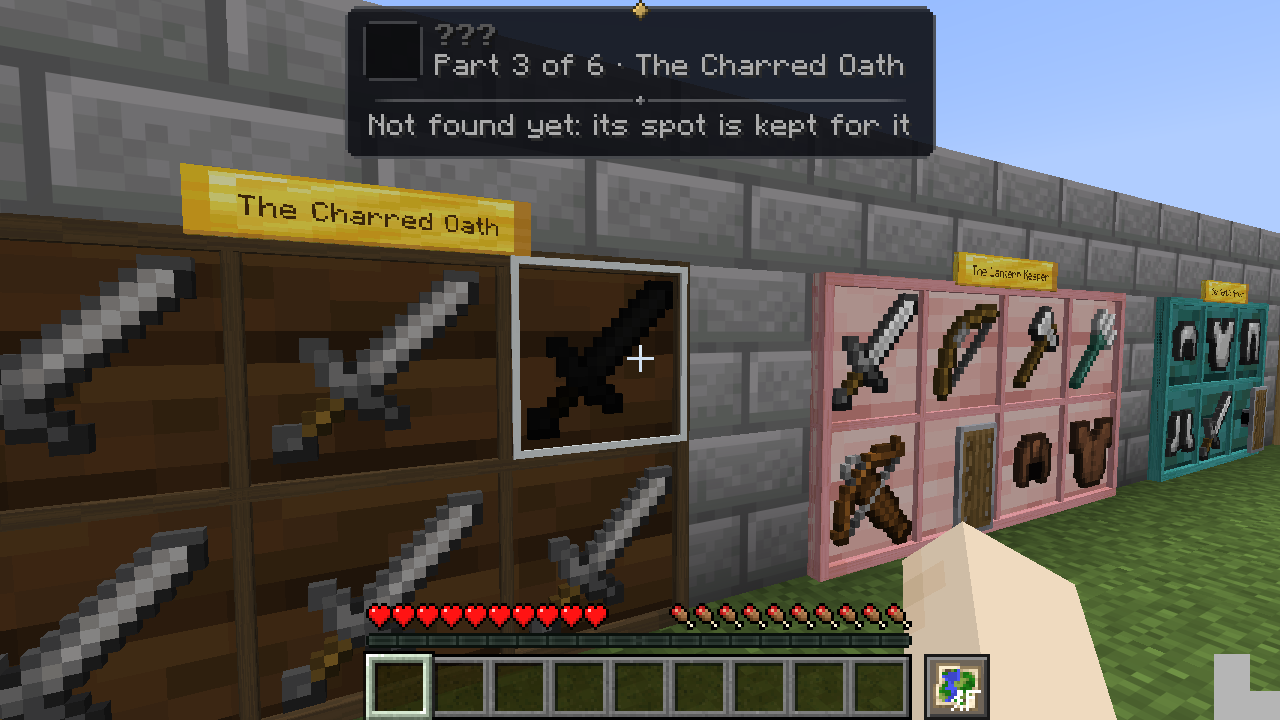 ???
Part 3 of 6 · The Charred Oath
Not found yet: its spot is kept for it
The Charred Oath
The Lantern Keeper